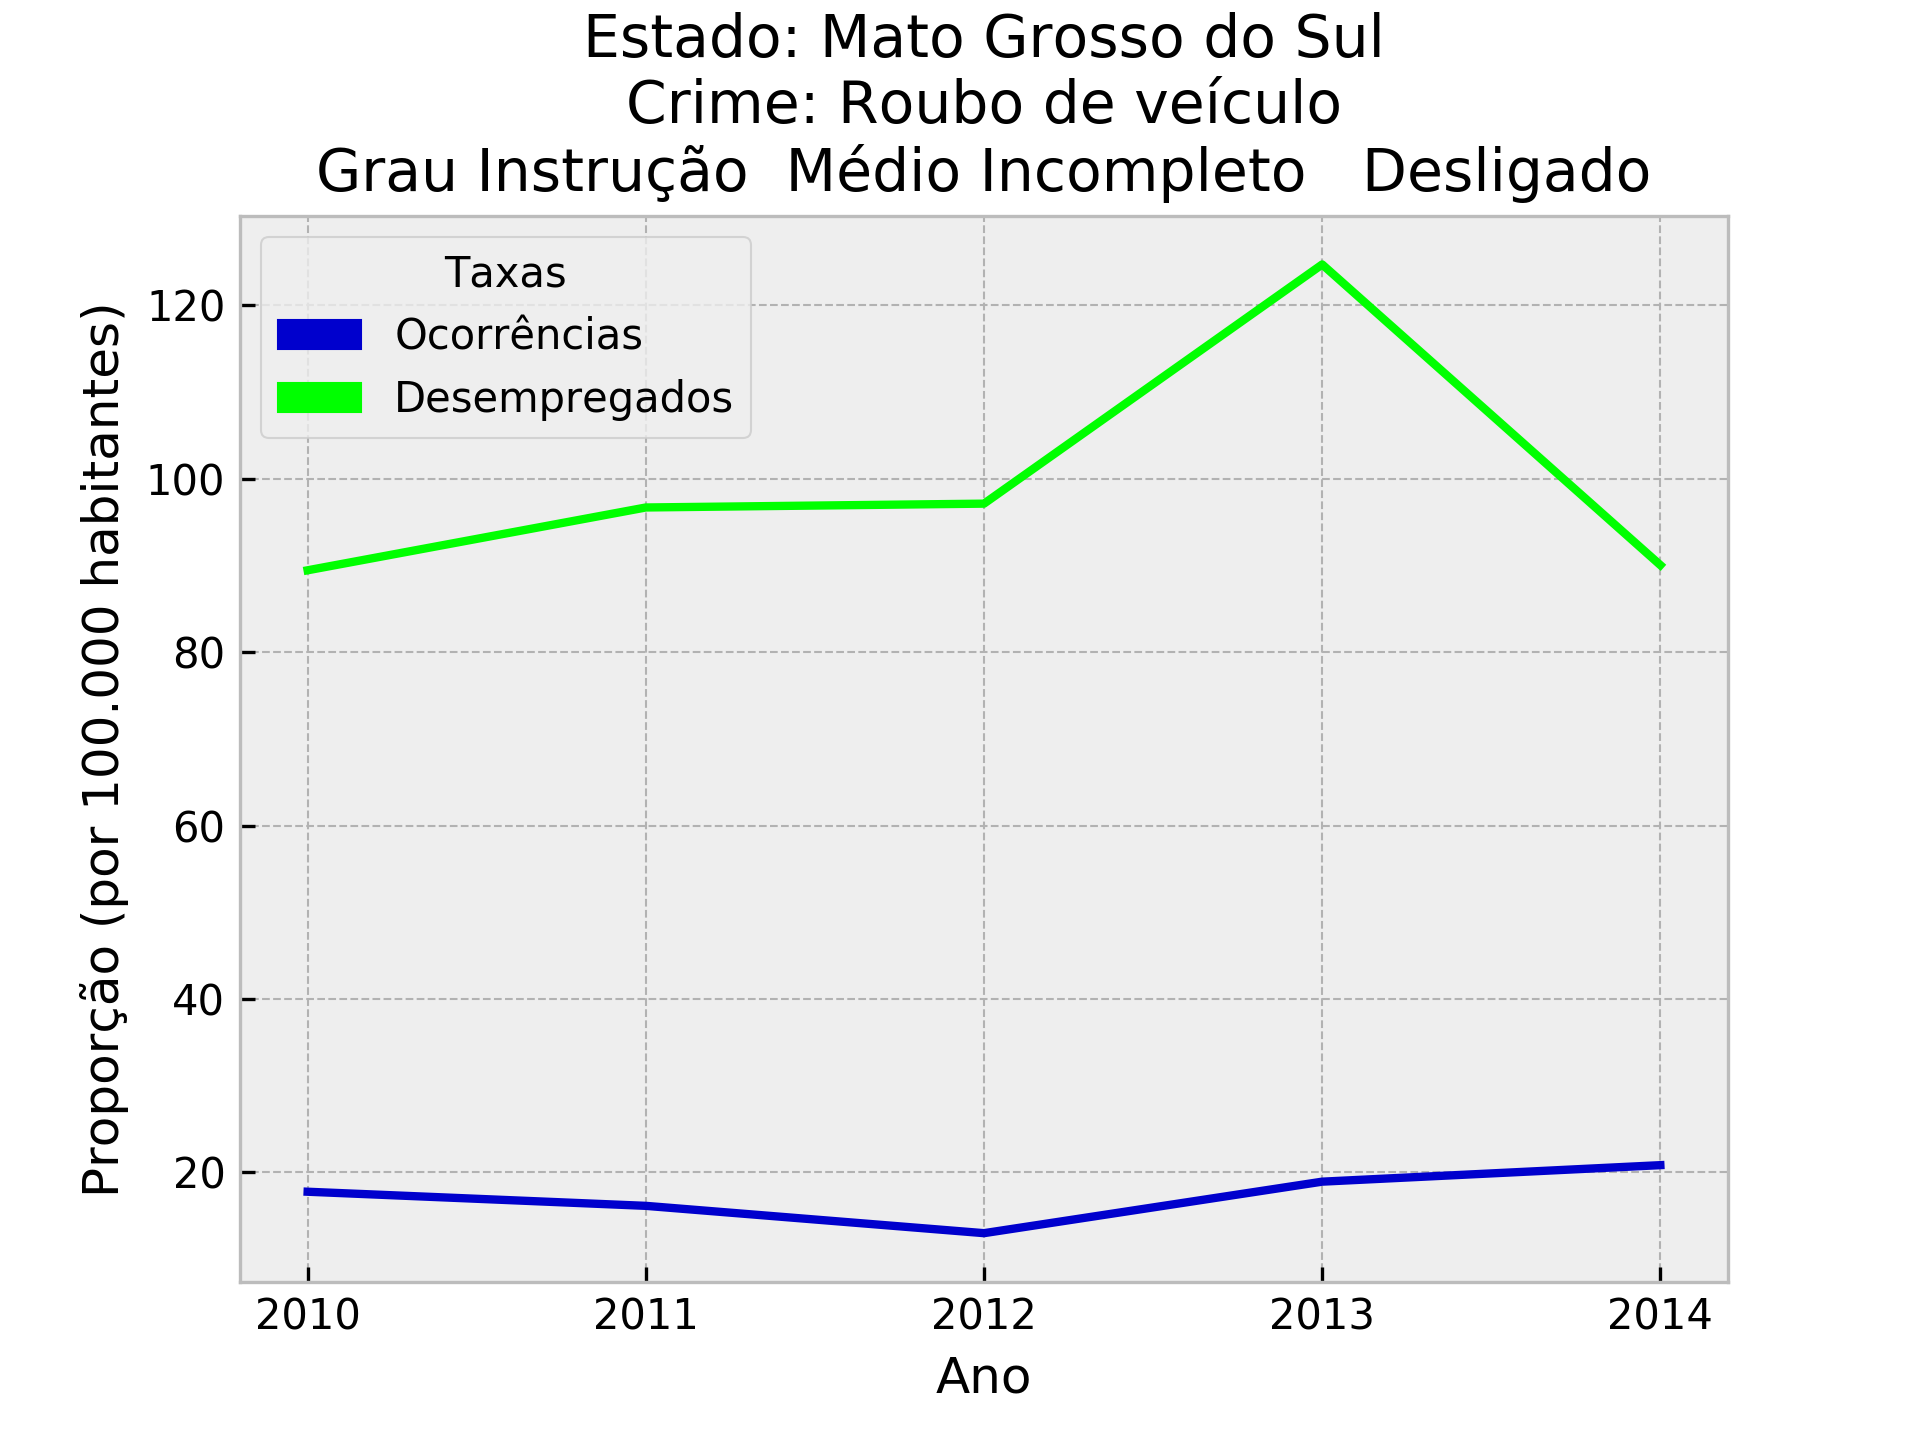 Estado: Mato Grosso do Sul
Crime: Roubo de veículo
Grau Instrução  Médio Incompleto   Desligado
Taxas
Ocorrências
Desempregados
Proporção (por 100.000 habitantes)
120
100
80
60
40
20
2010 2011 2012 2013 2014
Ano